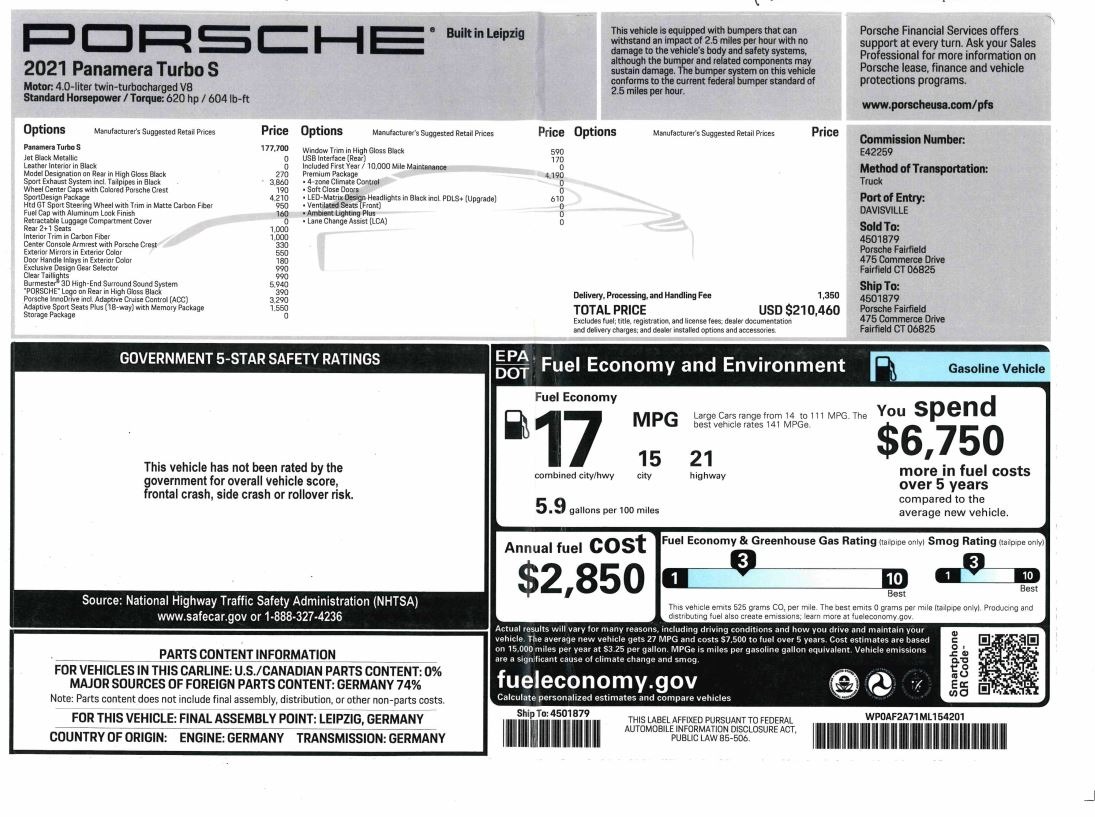 PORSCHE® Built in Leipzig
2021 Panamera Turbo S
Motor: 4.0-liter twin-turbocharged V8
Standard Horsepower / Torque: 620 hp / 604 lb-ft
This vehicle is equipped with bumpers that can
withstand an impact of 2.5 miles per hour with no
damage to the vehicle's body and safety systems,
although the bumper and related components may
sustain damage. The bumper system on this vehicle
conforms to the current federal bumper standard of
2.5 miles per hour.
Porsche Financial Services offers
support at every turn. Ask your Sales
Professional for more information on
Porsche lease, finance and vehicle
protections programs.
www.porscheusa.com/pfs
Options Manufacturer's Suggested Retail Prices Price
Panamera Turbo S 177,700
Jet Black Metallic 0
Leather Interior in Black 0
Model Designation on Rear in High Gloss Black 270
Sport Exhaust System incl. Tailpipes in Black 3,860
Wheel Center Caps with Colored Porsche Crest 190
SportDesign Package 4,210
Htd GT Sport Steering Wheel with Trim in Matte Carbon Fiber 950
Fuel Cap with Aluminum Look Finish 160
Retractable Luggage Compartment Cover 0
Rear 2+1 Seats 1,000
Interior Trim in Carbon Fiber 1,000
Center Console Armrest with Porsche Crest 330
Exterior Mirrors in Exterior Color 550
Door Handle Inlays in Exterior Color 180
Exclusive Design Gear Selector 990
Clear Taillights 990
Burmester® 3D High-End Surround Sound System 5,940
"PORSCHE" Logo on Rear in High Gloss Black 390
Porsche InnoDrive incl. Adaptive Cruise Control (ACC) 3,290
Adaptive Sport Seats Plus (18-way) with Memory Package 1,550
Storage Package 0
Options Manufacturer's Suggested Retail Prices Price
Window Trim in High Gloss Black 590
USB Interface (Rear) 170
Included First Year / 10,000 Mile Maintenance 0
Premium Package 4,190
• 4-zone Climate Control 0
• Soft Close Doors 0
• LED-Matrix Design Headlights in Black incl. PDLS+ (Upgrade) 610
• Ventilated Seats (Front) 0
• Ambient Lighting Plus 0
• Lane Change Assist (LCA) 0
Options Manufacturer's Suggested Retail Prices Price
Delivery, Processing, and Handling Fee 1,350
TOTAL PRICE USD $210,460
Excludes fuel; title, registration, and license fees; dealer documentation
and delivery charges; and dealer installed options and accessories.
Commission Number:
E42259
Method of Transportation:
Truck
Port of Entry:
DAVISVILLE
Sold To:
4501879
Porsche Fairfield
475 Commerce Drive
Fairfield CT 06825
Ship To:
4501879
Porsche Fairfield
475 Commerce Drive
Fairfield CT 06825
GOVERNMENT 5-STAR SAFETY RATINGS
This vehicle has not been rated by the
government for overall vehicle score,
frontal crash, side crash or rollover risk.
Source: National Highway Traffic Safety Administration (NHTSA)
www.safecar.gov or 1-888-327-4236
PARTS CONTENT INFORMATION
FOR VEHICLES IN THIS CARLINE: U.S./CANADIAN PARTS CONTENT: 0%
MAJOR SOURCES OF FOREIGN PARTS CONTENT: GERMANY 74%
Note: Parts content does not include final assembly, distribution, or other non-parts costs.
FOR THIS VEHICLE: FINAL ASSEMBLY POINT: LEIPZIG, GERMANY
COUNTRY OF ORIGIN: ENGINE: GERMANY TRANSMISSION: GERMANY
EPA
DOT
Fuel Economy and Environment
Gasoline Vehicle
Fuel Economy
17 MPG
combined city/hwy
15 city
21 highway
Large Cars range from 14 to 111 MPG. The
best vehicle rates 141 MPGe.
5.9 gallons per 100 miles
You spend
$6,750
more in fuel costs
over 5 years
compared to the
average new vehicle.
Annual fuel cost
$2,850
Fuel Economy & Greenhouse Gas Rating (tailpipe only)
3
1 10
Best
Smog Rating (tailpipe only)
3
1 10
Best
This vehicle emits 525 grams CO₂ per mile. The best emits 0 grams per mile (tailpipe only). Producing and
distributing fuel also create emissions; learn more at fueleconomy.gov.
Actual results will vary for many reasons, including driving conditions and how you drive and maintain your
vehicle. The average new vehicle gets 27 MPG and costs $7,500 to fuel over 5 years. Cost estimates are based
on 15,000 miles per year at $3.25 per gallon. MPGe is miles per gasoline gallon equivalent. Vehicle emissions
are a significant cause of climate change and smog.
fueleconomy.gov
Calculate personalized estimates and compare vehicles
Smartphone
QR Code™
Ship To: 4501879
THIS LABEL AFFIXED PURSUANT TO FEDERAL
AUTOMOBILE INFORMATION DISCLOSURE ACT,
PUBLIC LAW 85-506.
WP0AF2A71ML154201